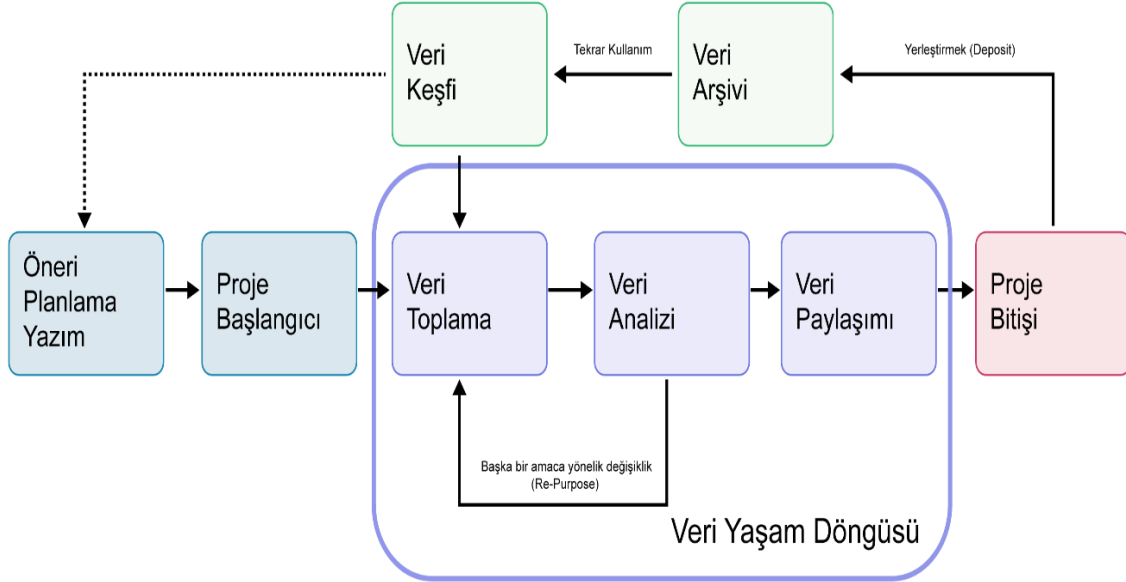 Veri
Keşfi
Tekrar Kullanım
Veri
Arşivi
Yerleştirmek (Deposit)
Öneri
Planlama
Yazım
Proje
Başlangıcı
Veri
Toplama
Veri
Analizi
Veri
Paylaşımı
Proje
Bitişi
Başka bir amaca yönelik değişiklik
(Re-Purpose)
Veri Yaşam Döngüsü